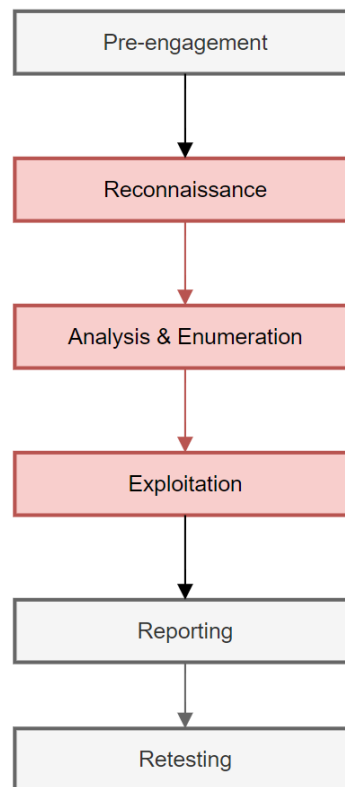 Pre-engagement
Reconnaissance
Analysis & Enumeration
Exploitation
Reporting
Retesting